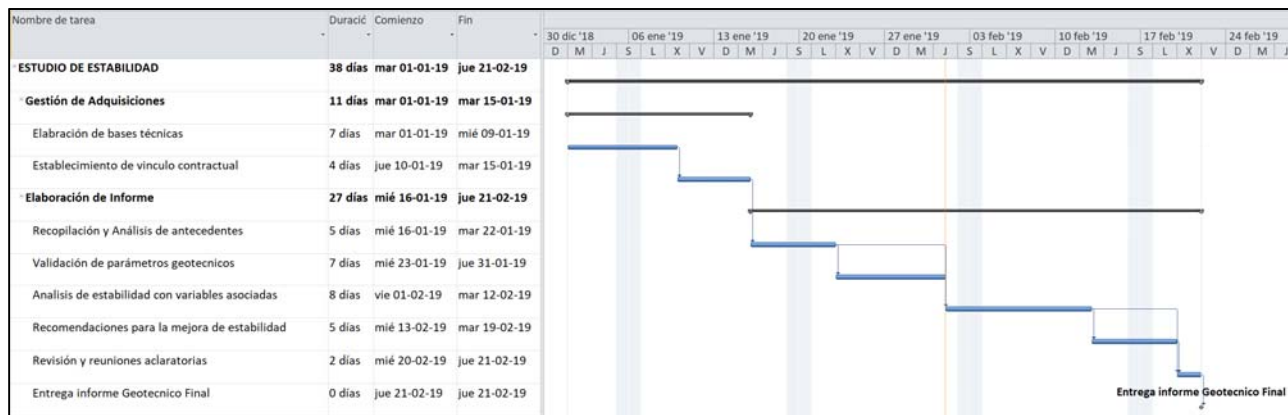 Nombre de tarea Duració Comienzo Fin
30 dic '18 06 ene '19 13 ene '19 20 ene '19 27 ene '19 03 feb '19 10 feb '19 17 feb '19 24 feb '19
D M J S L X V D M J S L X V D M J S L X V D M J S L X V D M J
ESTUDIO DE ESTABILIDAD 38 días mar 01-01-19 jue 21-02-19
Gestión de Adquisiciones 11 días mar 01-01-19 mar 15-01-19
Elabración de bases técnicas 7 días mar 01-01-19 mié 09-01-19
Establecimiento de vinculo contractual 4 días jue 10-01-19 mar 15-01-19
Elaboración de Informe 27 días mié 16-01-19 jue 21-02-19
Recopilación y Análisis de antecedentes 5 días mié 16-01-19 mar 22-01-19
Validación de parámetros geotecnicos 7 días mié 23-01-19 jue 31-01-19
Analisis de estabilidad con variables asociadas 8 días vie 01-02-19 mar 12-02-19
Recomendaciones para la mejora de estabilidad 5 días mié 13-02-19 mar 19-02-19
Revisión y reuniones aclaratorias 2 días mié 20-02-19 jue 21-02-19
Entrega informe Geotecnico Final 0 días jue 21-02-19 jue 21-02-19
Entrega informe Geotecnico Final